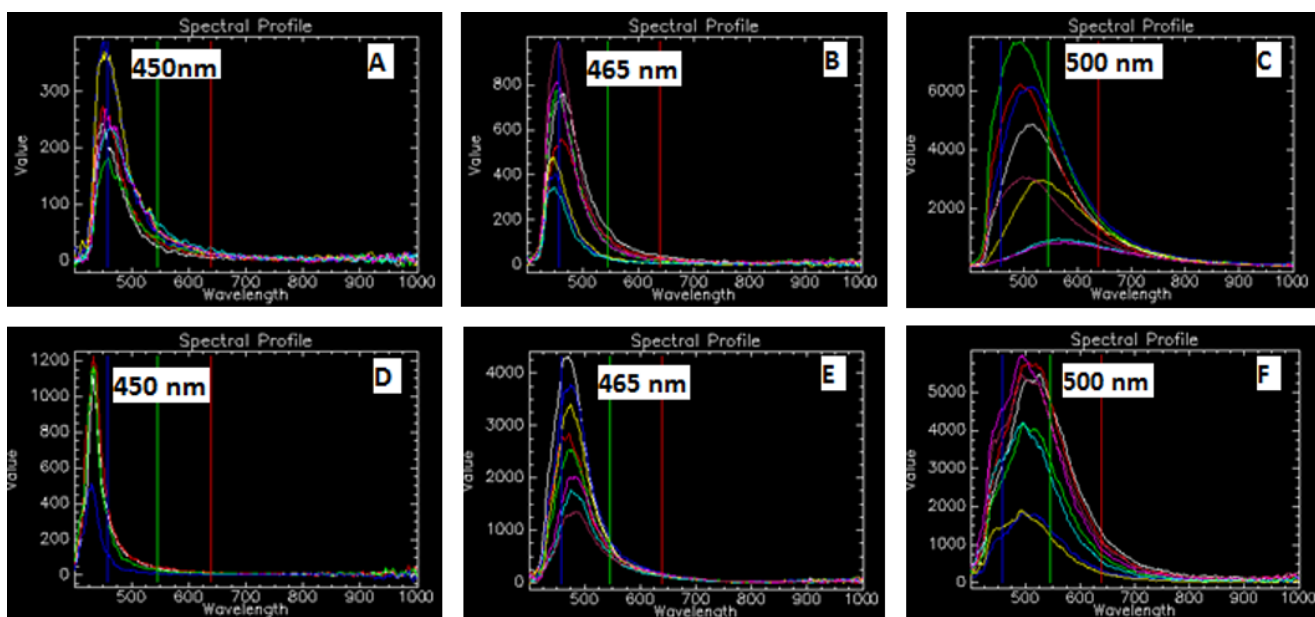 Spectral Profile
450nm
A
Value
300
200
100
0
500 600 700 800 900 1000
Wavelength
Spectral Profile
465 nm
B
Value
800
600
400
200
0
500 600 700 800 900 1000
Wavelength
Spectral Profile
500 nm
C
Value
6000
4000
2000
500 600 700 800 900 1000
Wavelength
Spectral Profile
450 nm
D
Value
1200
1000
800
600
400
200
0
500 600 700 800 900 1000
Wavelength
Spectral Profile
465 nm
E
Value
4000
3000
2000
1000
0
500 600 700 800 900 1000
Wavelength
Spectral Profile
500 nm
F
Value
5000
4000
3000
2000
1000
0
500 600 700 800 900 1000
Wavelength